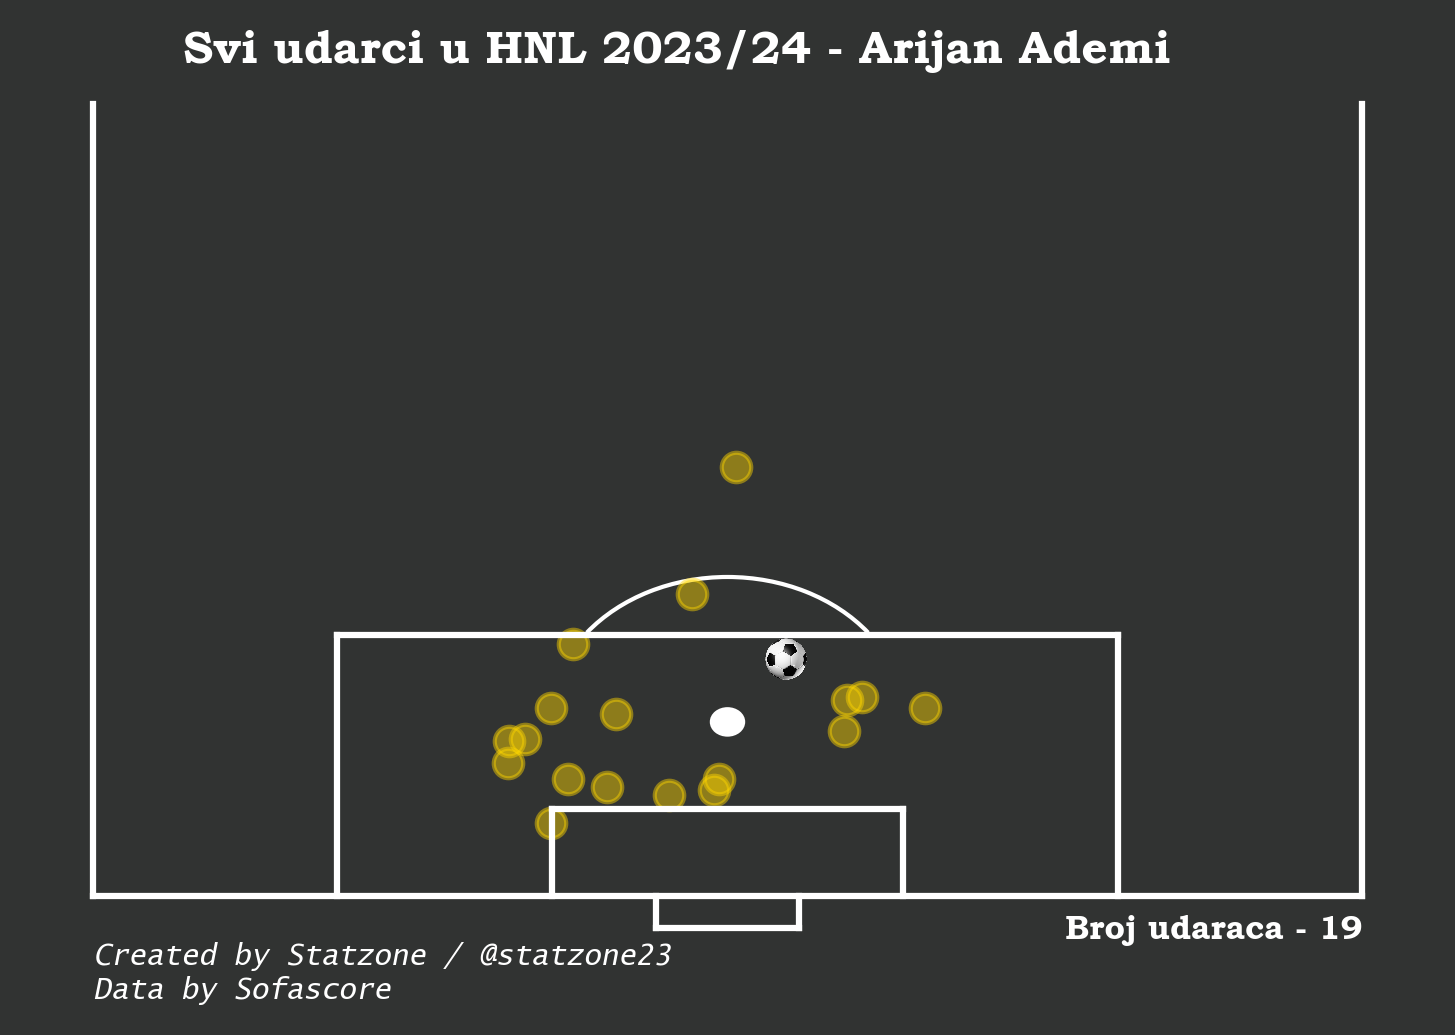 Svi udarci u HNL 2023/24 - Arijan Ademi
Broj udaraca - 19
Created by Statzone / @statzone23
Data by Sofascore